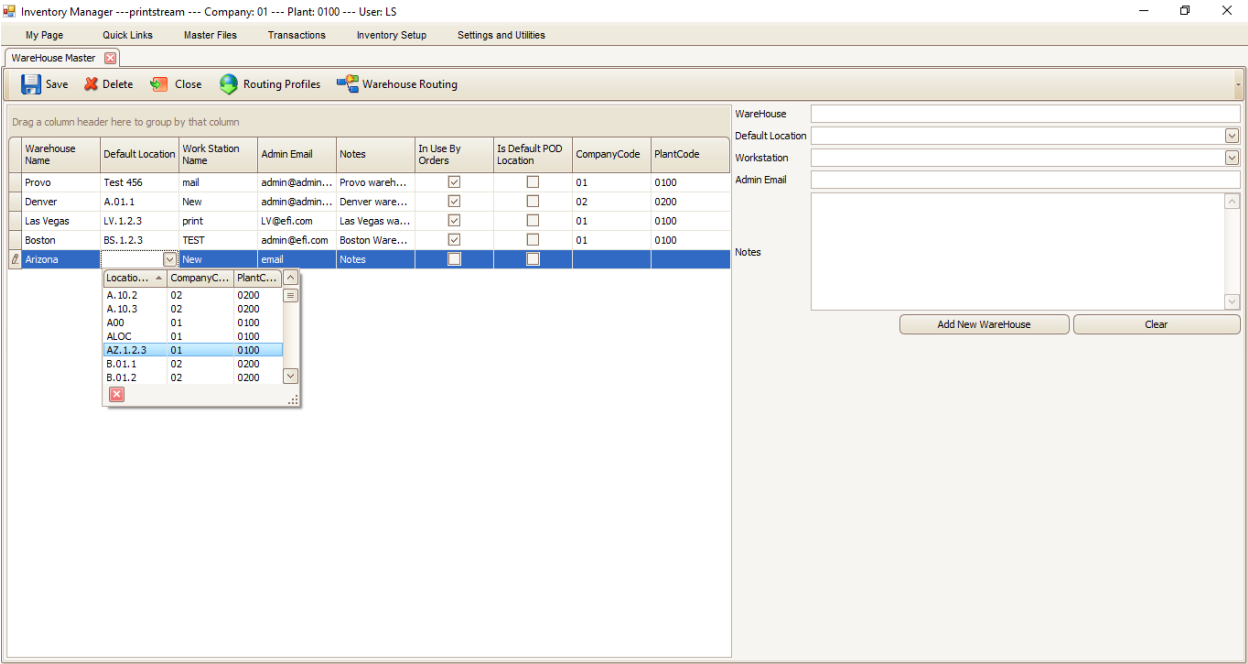 Inventory Manager ---printstream --- Company: 01 --- Plant: 0100 --- User: LS
My Page Quick Links Master Files Transactions Inventory Setup Settings and Utilities
WareHouse Master
Save Delete Close Routing Profiles Warehouse Routing
Drag a column header here to group by that column
Warehouse Name Default Location Work Station Name Admin Email Notes In Use By Orders Is Default POD Location CompanyCode PlantCode
Provo Test 456 mail admin@admin... Provo wareh... 01 0100
Denver A.01.1 New admin@admin... Denver ware... 02 0200
Las Vegas LV.1.2.3 print LV@efi.com Las Vegas wa... 01 0100
Boston BS.1.2.3 TEST admin@efi.com Boston Ware... 01 0100
Arizona New email Notes
Locatio... CompanyC... PlantC...
A.10.2 02 0200
A.10.3 02 0200
A00 01 0100
ALOC 01 0100
AZ.1.2.3 01 0100
B.01.1 02 0200
B.01.2 02 0200
WareHouse
Default Location
Workstation
Admin Email
Notes
Add New WareHouse Clear